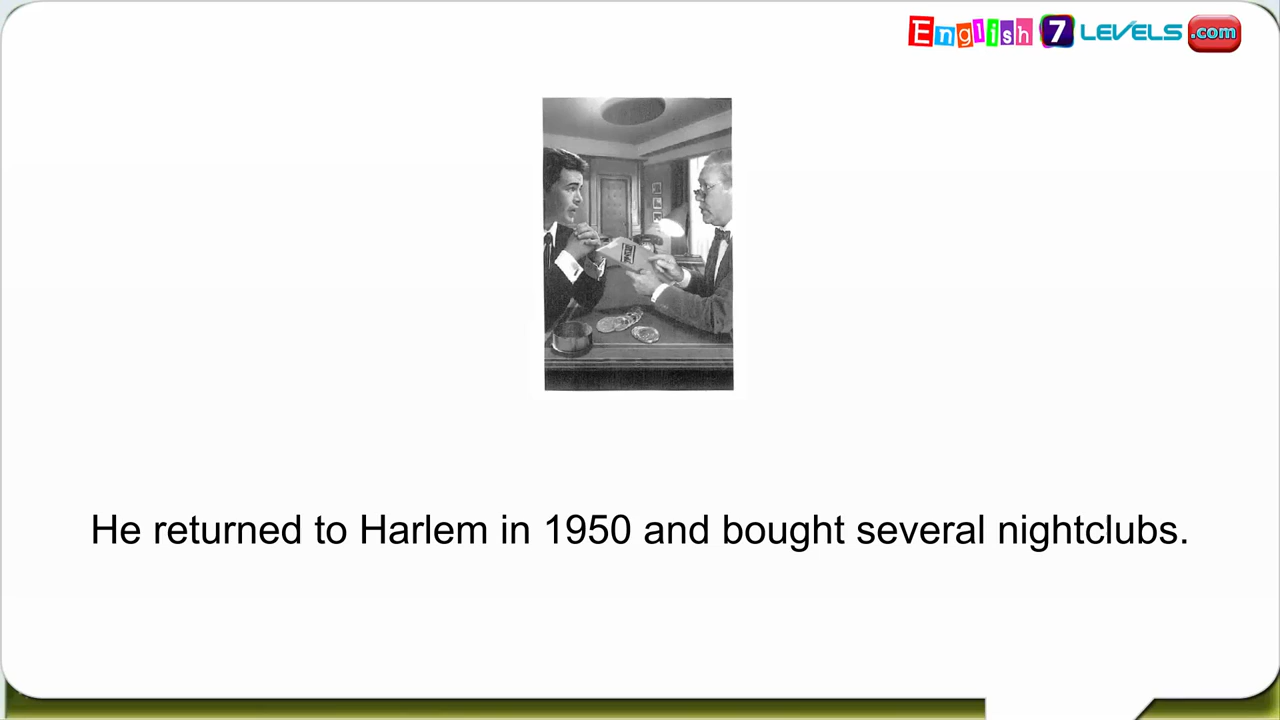 English 7 LEVELS .com
He returned to Harlem in 1950 and bought several nightclubs.